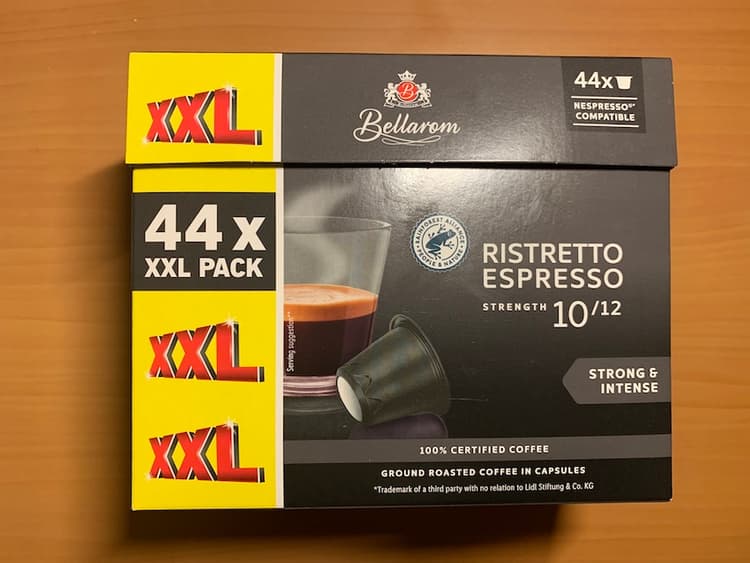 XXL
B
Bellarom
44x
NESPRESSO®*
COMPATIBLE
44 x
XXL PACK
XXL
XXL
Serving suggestion
RAINFOREST ALLIANCE
PEOPLE & NATURE
RISTRETTO
ESPRESSO
STRENGTH 10/12
STRONG &
INTENSE
100% CERTIFIED COFFEE
GROUND ROASTED COFFEE IN CAPSULES
*Trademark of a third party with no relation to Lidl Stiftung & Co. KG